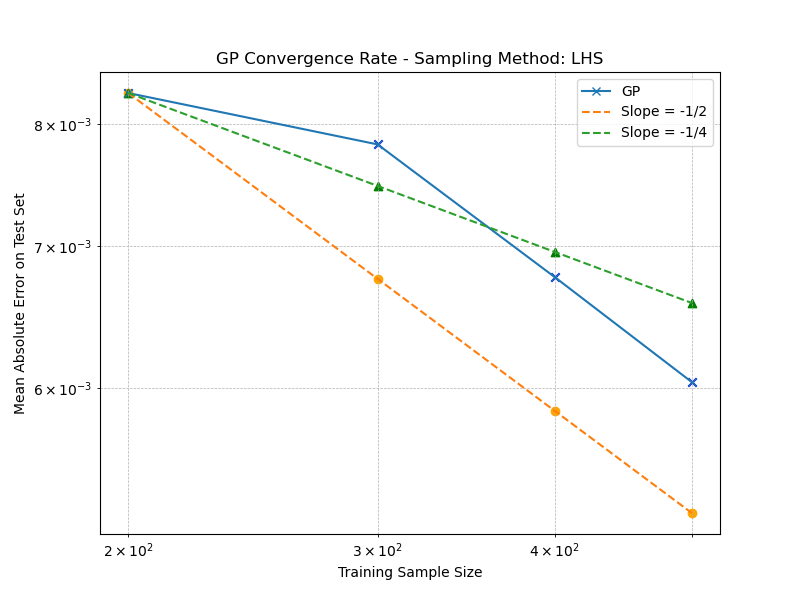 GP Convergence Rate - Sampling Method: LHS
GP
Slope = -1/2
Slope = -1/4
8 × 10⁻³
7 × 10⁻³
6 × 10⁻³
Mean Absolute Error on Test Set
2 × 10² 3 × 10² 4 × 10²
Training Sample Size